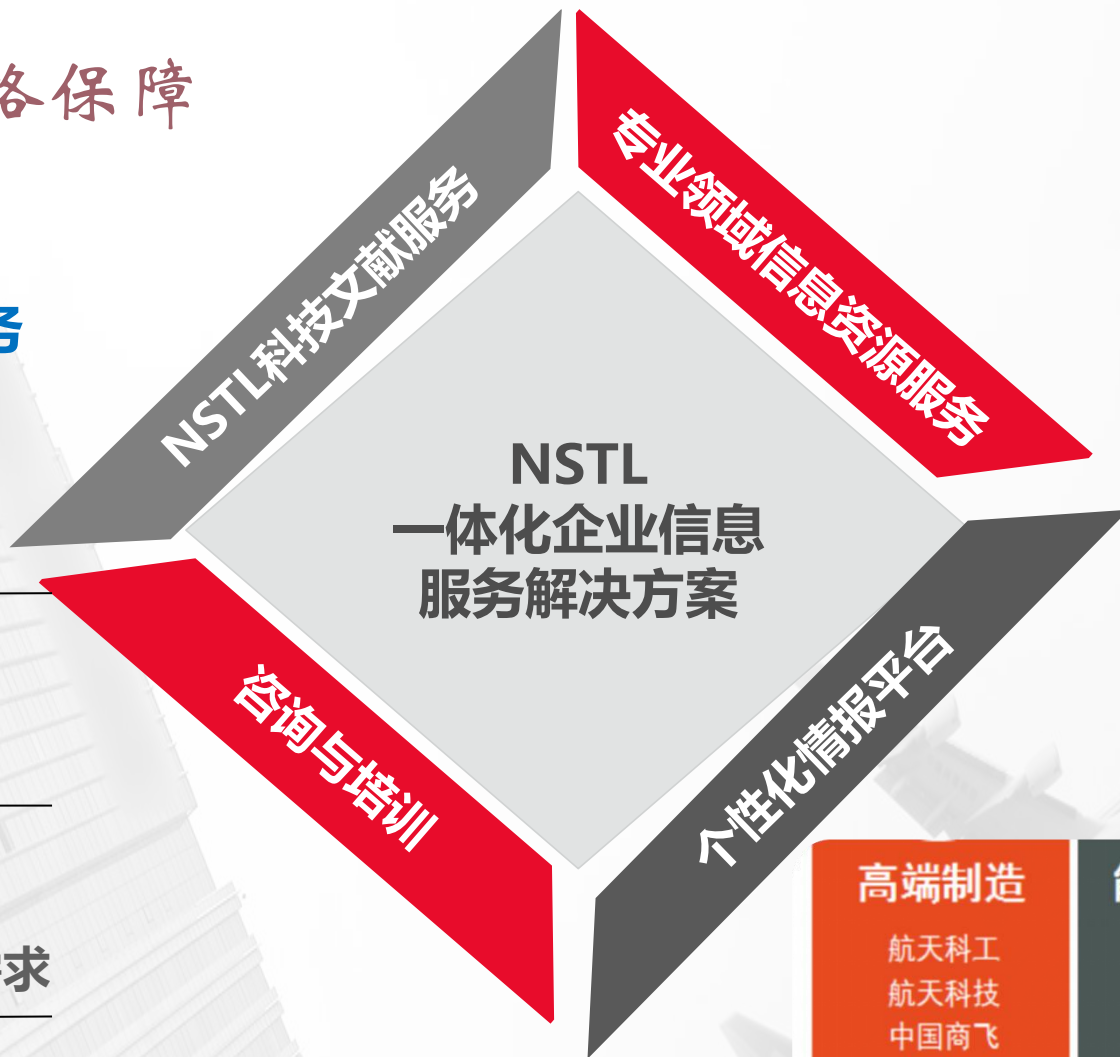 保障
务
NSTL科技文献服务
专业领域信息资源服务
NSTL
一体化企业信息
服务解决方案
咨询与培训
个性化情报平台
求
高端制造
航天科工
航天科技
中国商飞